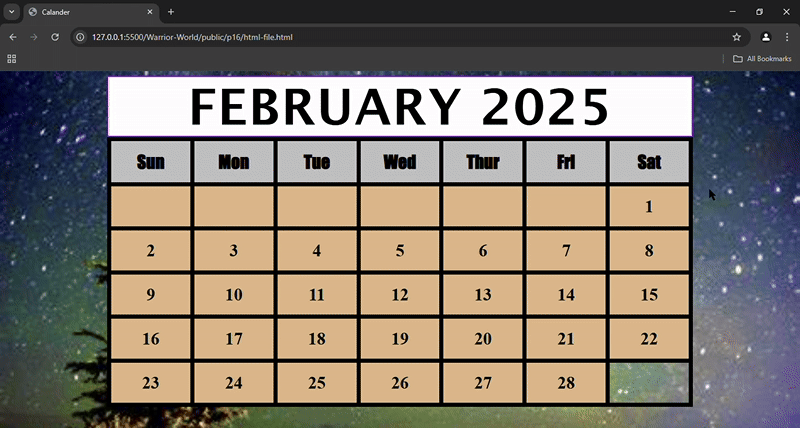 Calander
127.0.0.1:5500/Warrior-World/public/p16/html-file.html
All Bookmarks
FEBRUARY 2025
Sun Mon Tue Wed Thur Fri Sat
1
2 3 4 5 6 7 8
9 10 11 12 13 14 15
16 17 18 19 20 21 22
23 24 25 26 27 28